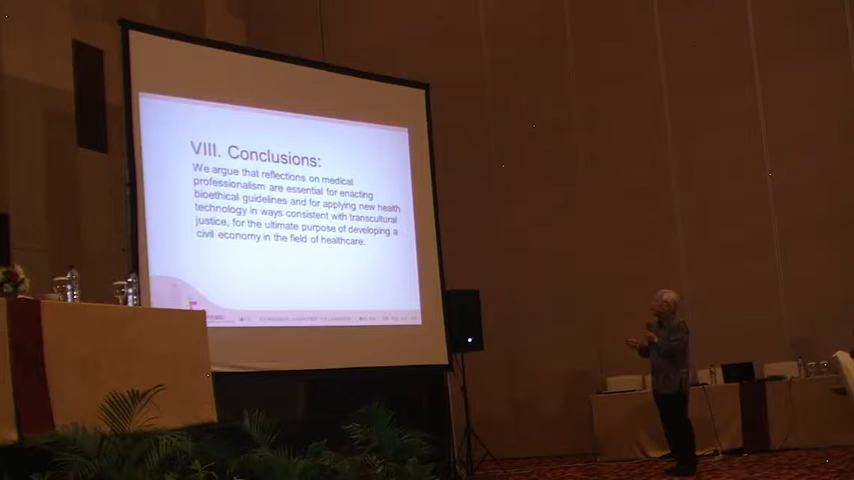 VIII. Conclusions:
We argue that reflections on medical
professionalism are essential for enacting
bioethical guidelines and for applying new health
technology in ways consistent with transcultural
justice, for the ultimate purpose of developing a
civil economy in the field of healthcare.